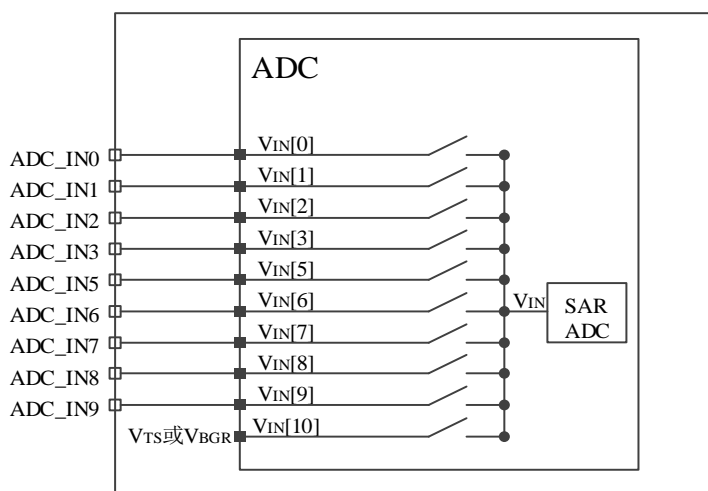 ADC
ADC_IN0 VIN[0]
ADC_IN1 VIN[1]
ADC_IN2 VIN[2]
ADC_IN3 VIN[3]
ADC_IN5 VIN[5]
ADC_IN6 VIN[6]
VIN SAR
ADC
ADC_IN7 VIN[7]
ADC_IN8 VIN[8]
ADC_IN9 VIN[9]
VTS或VBGR VIN[10]